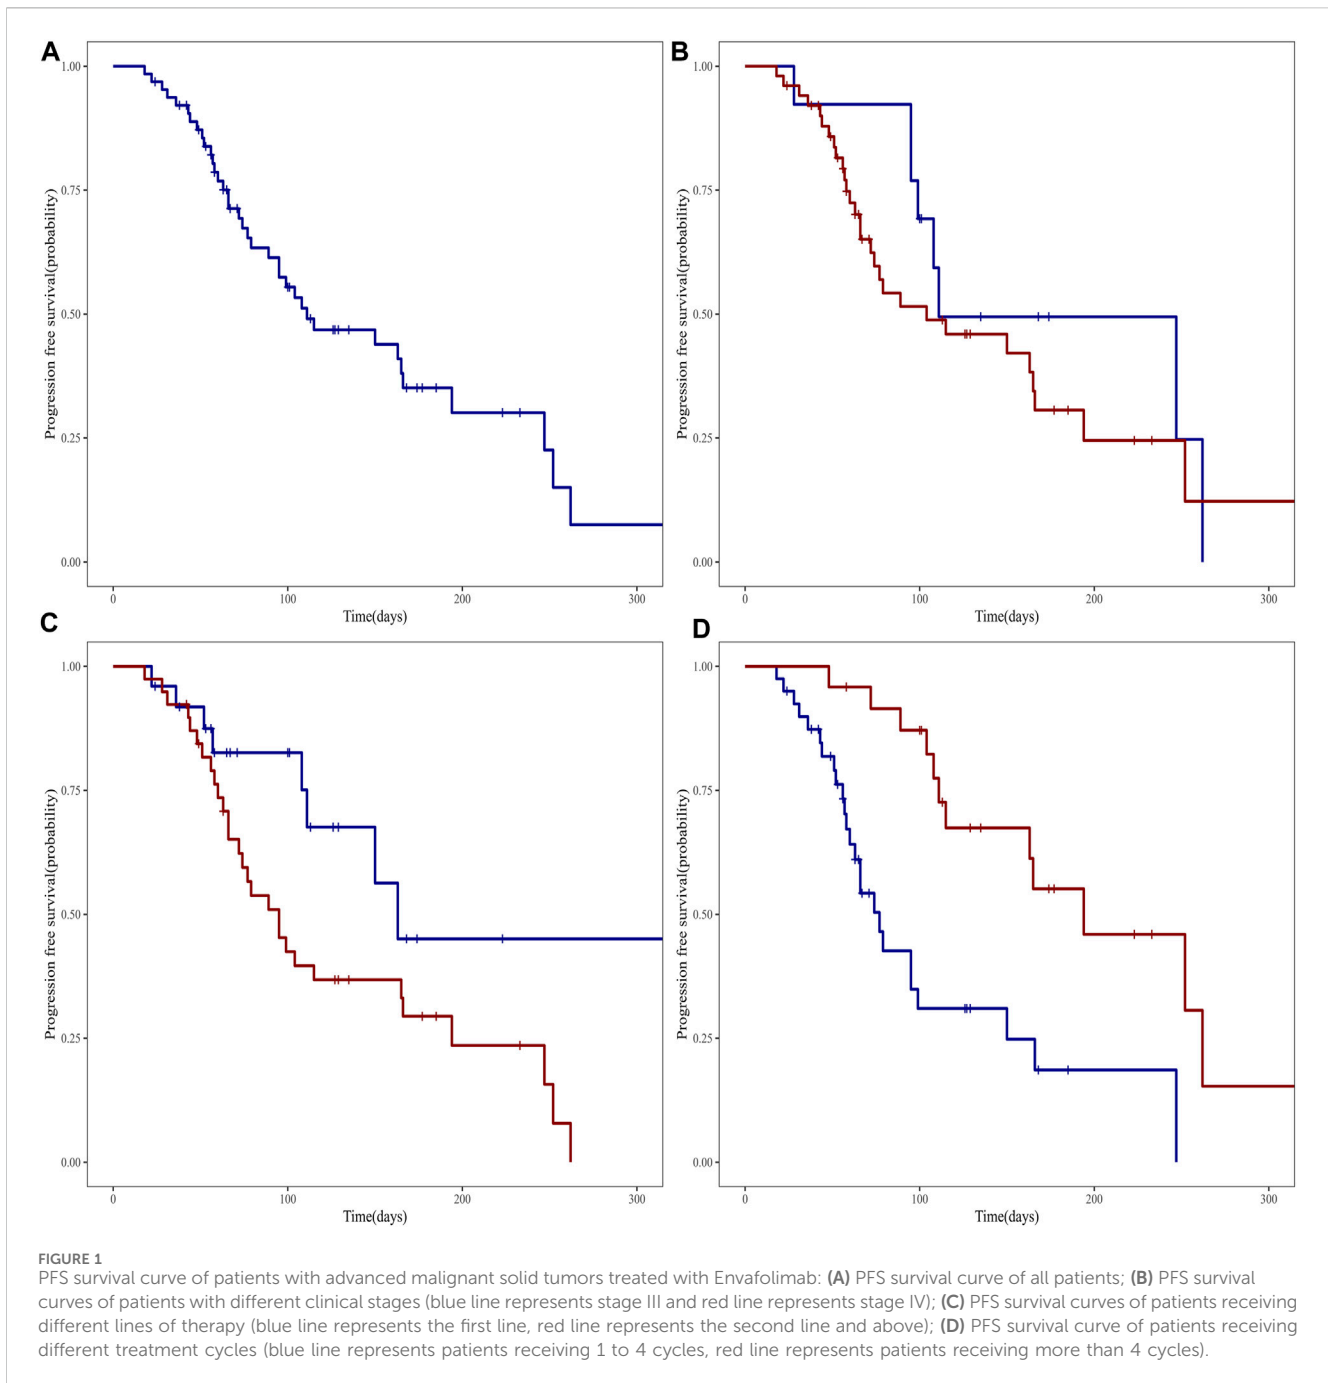 A
B
1.00
0.75
0.50
0.25
0.00
Progression free survival(probability)
0
100
200
300
Time(days)
1.00
0.75
0.50
0.25
0.00
Progression free survival(probability)
0
100
200
300
Time(days)
C
D
1.00
0.75
0.50
0.25
0.00
Progression free survival(probability)
0
100
200
300
Time(days)
1.00
0.75
0.50
0.25
0.00
Progression free survival(probability)
0
100
200
300
Time(days)
FIGURE 1
PFS survival curve of patients with advanced malignant solid tumors treated with Envafolimab: (A) PFS survival curve of all patients; (B) PFS survival
curves of patients with different clinical stages (blue line represents stage III and red line represents stage IV); (C) PFS survival curves of patients receiving
different lines of therapy (blue line represents the first line, red line represents the second line and above); (D) PFS survival curve of patients receiving
different treatment cycles (blue line represents patients receiving 1 to 4 cycles, red line represents patients receiving more than 4 cycles).